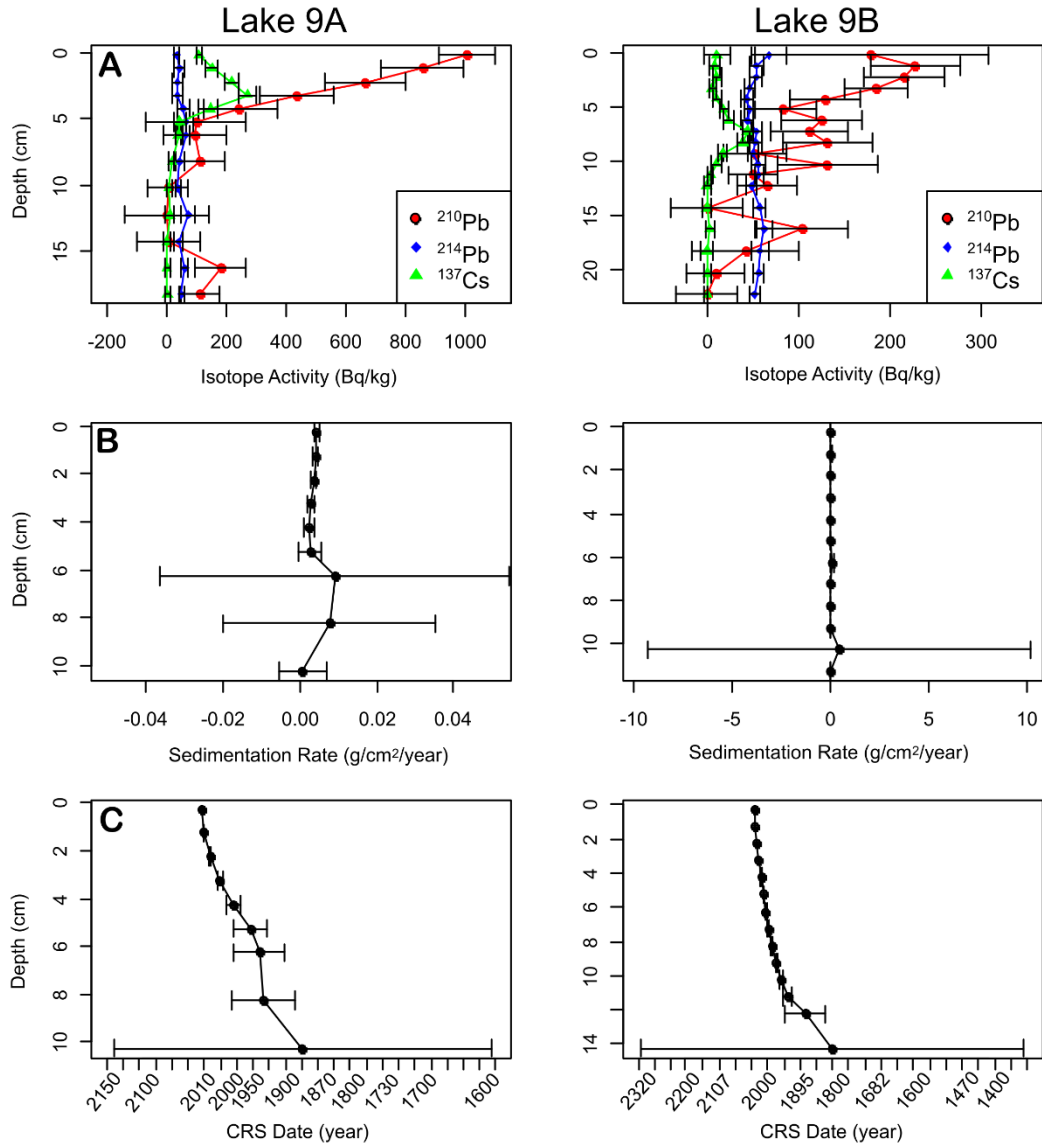 Lake 9A
Lake 9B
A
0
5
10
15
Depth (cm)
210Pb
214Pb
137Cs
-200 0 200 400 600 800 1000
Isotope Activity (Bq/kg)
0
5
10
15
20
Depth (cm)
210Pb
214Pb
137Cs
0 100 200 300
Isotope Activity (Bq/kg)
B
0
2
4
6
8
10
Depth (cm)
-0.04 -0.02 0.00 0.02 0.04
Sedimentation Rate (g/cm2/year)
0
2
4
6
8
10
-10 -5 0 5 10
Sedimentation Rate (g/cm2/year)
C
0
2
4
6
8
10
Depth (cm)
2150 2100 2010 2000 1950 1900 1870 1800 1730 1700 1600
CRS Date (year)
0
2
4
6
8
10
12
14
2320 2200 2107 2000 1895 1800 1682 1600 1470 1400
CRS Date (year)